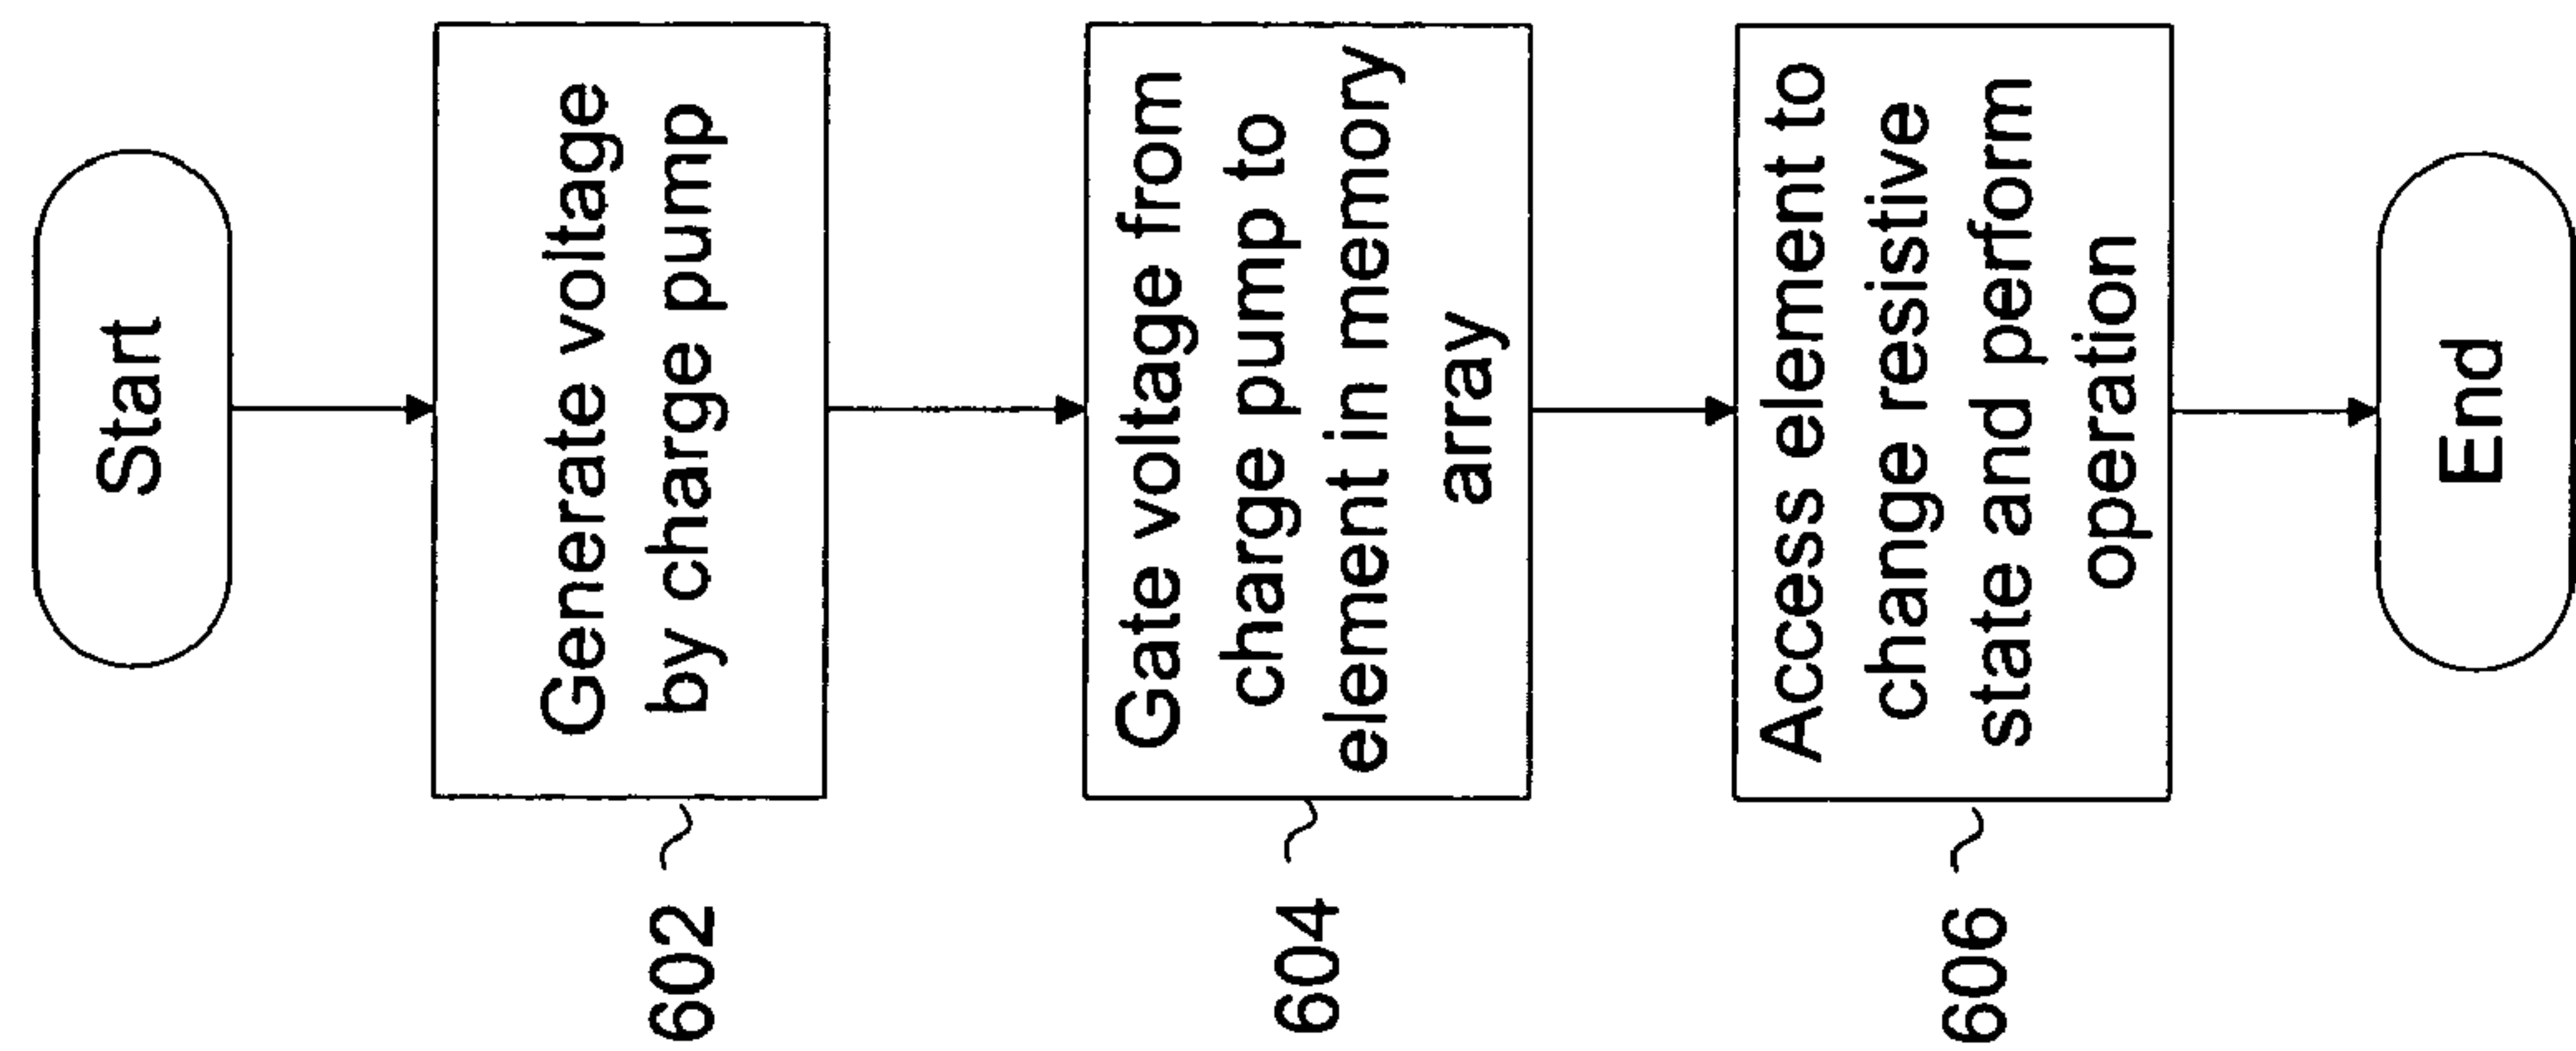 Start
602
Generate voltage
by charge pump
604
Gate voltage from
charge pump to
element in memory
array
606
Access element to
change resistive
state and perform
operation
End